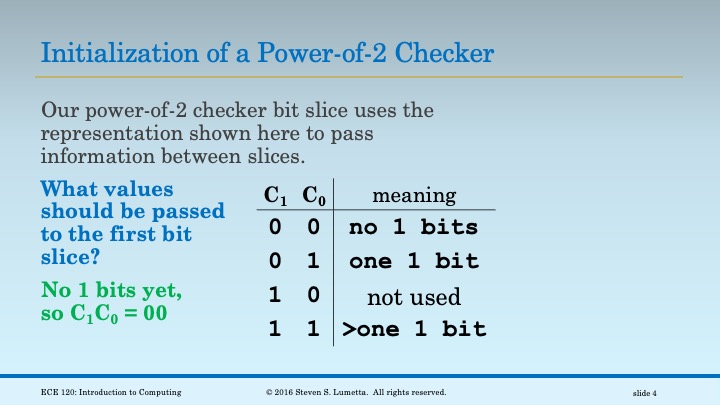 Initialization of a Power-of-2 Checker
Our power-of-2 checker bit slice uses the
representation shown here to pass
information between slices.
What values
should be passed
to the first bit
slice?
No 1 bits yet,
so C₁C₀ = 00
C₁ C₀ meaning
0 0 no 1 bits
0 1 one 1 bit
1 0 not used
1 1 >one 1 bit
ECE 120: Introduction to Computing © 2016 Steven S. Lumetta. All rights reserved. slide 4